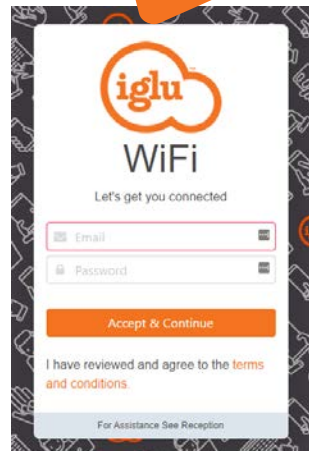 iglu
WiFi
Let's get you connected
Email
Password
Accept & Continue
I have reviewed and agree to the terms
and conditions.
For Assistance See Reception